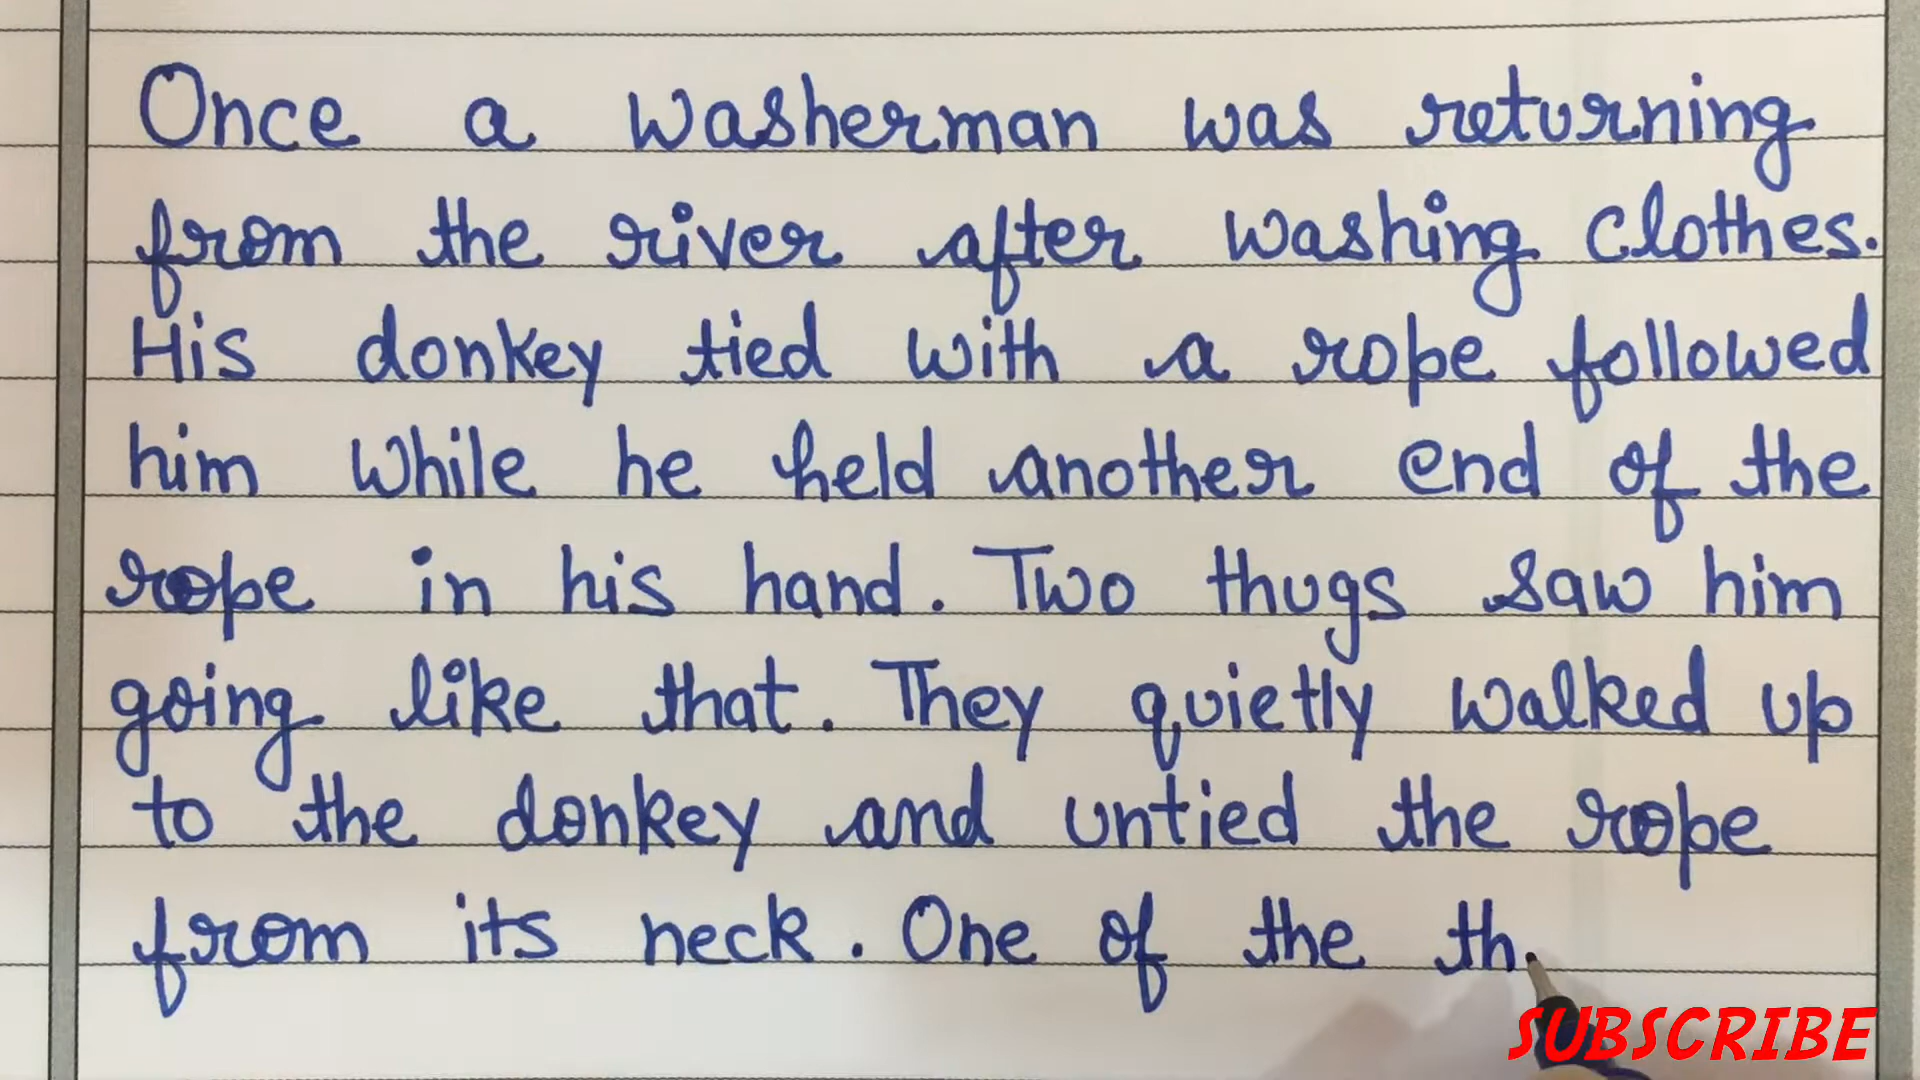 Once a washerman was returning
from the river after washing clothes.
His donkey tied with a rope followed
him while he held another end of the
rope in his hand. Two thugs saw him
going like that. They quietly walked up
to the donkey and untied the rope
from its neck. One of the th
SUBSCRIBE